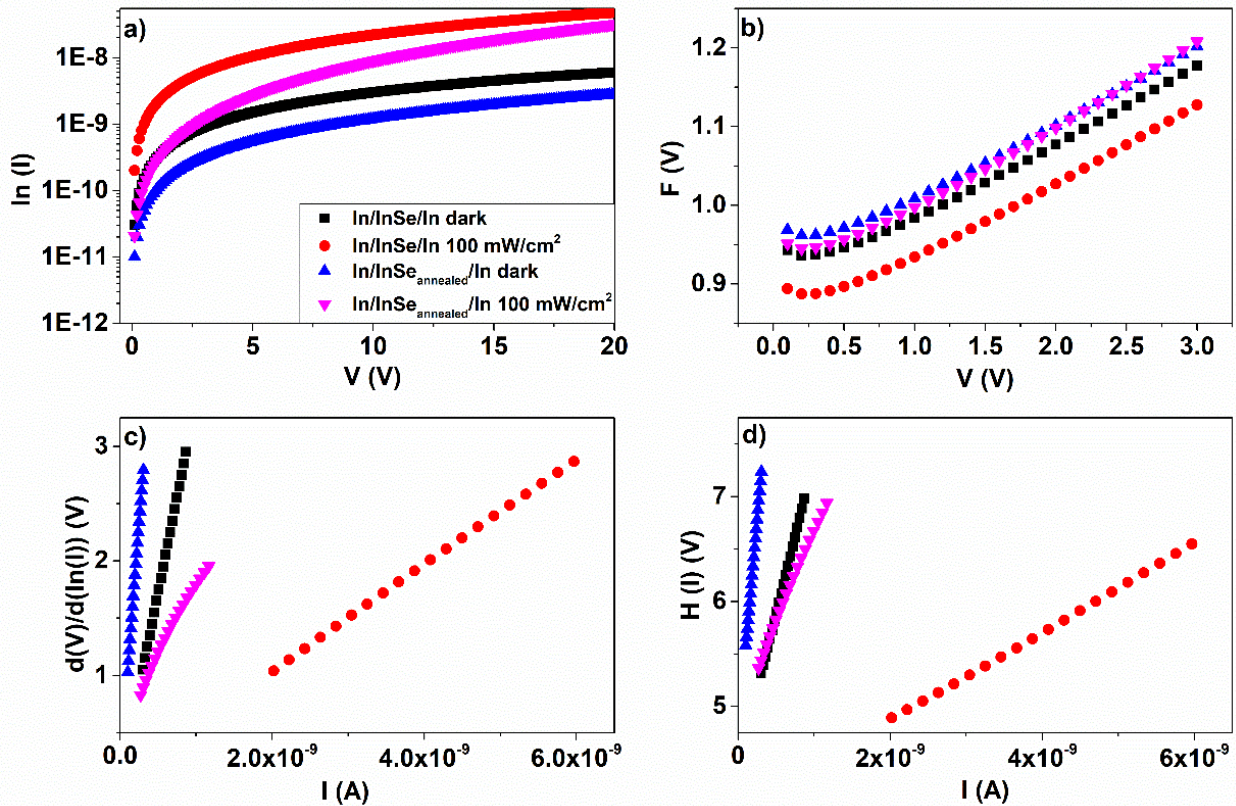 a)
ln (I)
1E-8
1E-9
1E-10
1E-11
1E-12
In/InSe/In dark
In/InSe/In 100 mW/cm²
In/InSeannealed/In dark
In/InSeannealed/In 100 mW/cm²
0
5
10
15
20
V (V)
b)
F (V)
1.2
1.1
1.0
0.9
0.0
0.5
1.0
1.5
2.0
2.5
3.0
V (V)
c)
d(V)/d(ln(I)) (V)
3
2
1
0.0
2.0x10⁻⁹
4.0x10⁻⁹
6.0x10⁻⁹
I (A)
d)
H (I) (V)
7
6
5
0
2x10⁻⁹
4x10⁻⁹
6x10⁻⁹
I (A)